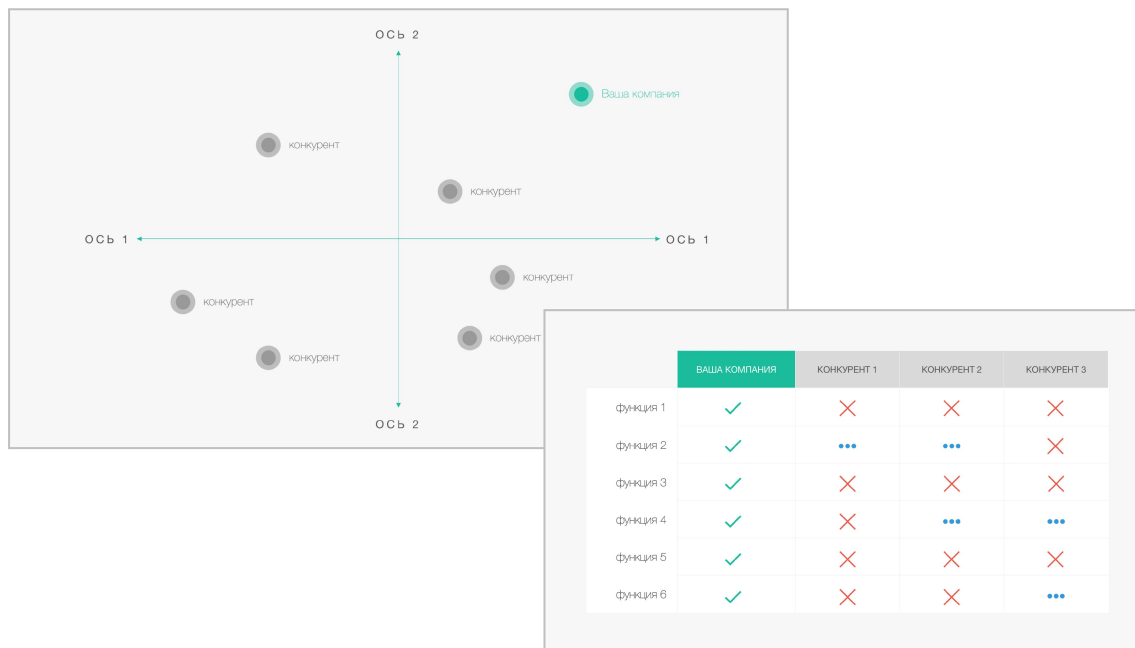 ОСЬ 2
Ваша компания
конкурент
конкурент
ОСЬ 1
ОСЬ 1
конкурент
конкурент
конкурент
конкурент
ОСЬ 2
ВАША КОМПАНИЯ КОНКУРЕНТ 1 КОНКУРЕНТ 2 КОНКУРЕНТ 3
функция 1
функция 2
функция 3
функция 4
функция 5
функция 6